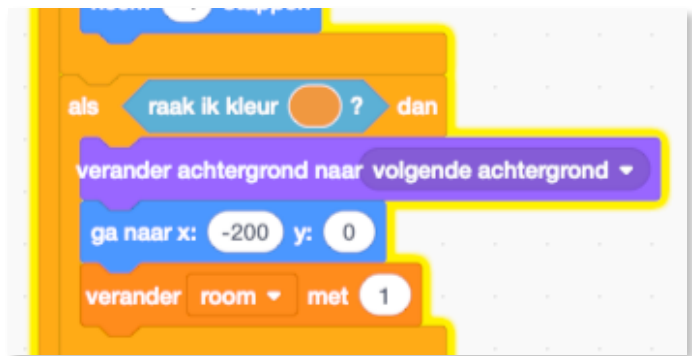 als raak ik kleur ? dan
verander achtergrond naar volgende achtergrond
ga naar x: -200 y: 0
verander room met 1